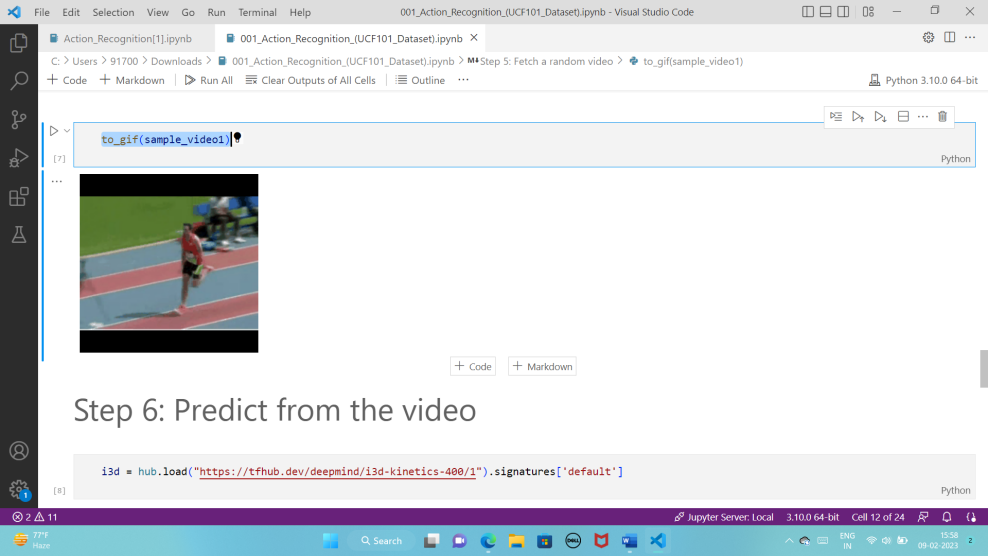 File Edit Selection View Go Run Terminal Help 001_Action_Recognition_(UCF101_Dataset).ipynb - Visual Studio Code
Action_Recognition[1].ipynb 001_Action_Recognition_(UCF101_Dataset).ipynb
C: > Users > 91700 > Downloads > 001_Action_Recognition_(UCF101_Dataset).ipynb > M↓Step 5: Fetch a random video > to_gif(sample_video1)
+ Code + Markdown Run All Clear Outputs of All Cells Outline ··· Python 3.10.0 64-bit
to_gif(sample_video1)
[7] Python
+ Code + Markdown
Step 6: Predict from the video
i3d = hub.load("https://tfhub.dev/deepmind/i3d-kinetics-400/1").signatures['default']
[8] Python
1
2 11 Jupyter Server: Local 3.10.0 64-bit Cell 12 of 24
77°F ENG 15:58
Haze Search DELL W IN 09-02-2023 2